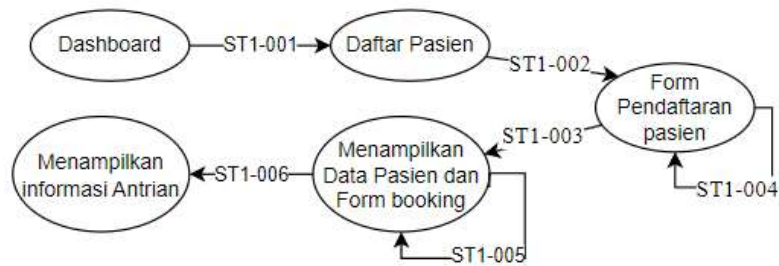 Dashboard
ST1-001
Daftar Pasien
ST1-002
Form
Pendaftaran
pasien
ST1-004
ST1-003
Menampilkan
Data Pasien dan
Form booking
ST1-005
ST1-006
Menampilkan
informasi Antrian